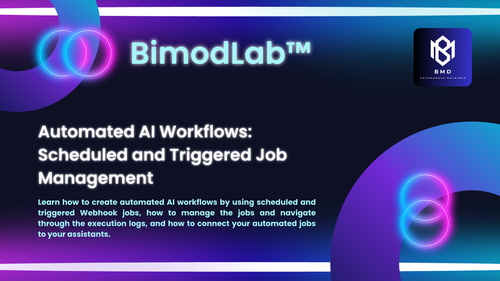 BimodLab™
BMD
AUTONOMOUS HOLDINGS
Automated AI Workflows:
Scheduled and Triggered Job
Management
Learn how to create automated AI workflows by using scheduled and
triggered Webhook jobs, how to manage the jobs and navigate
through the execution logs, and how to connect your automated jobs
to your assistants.